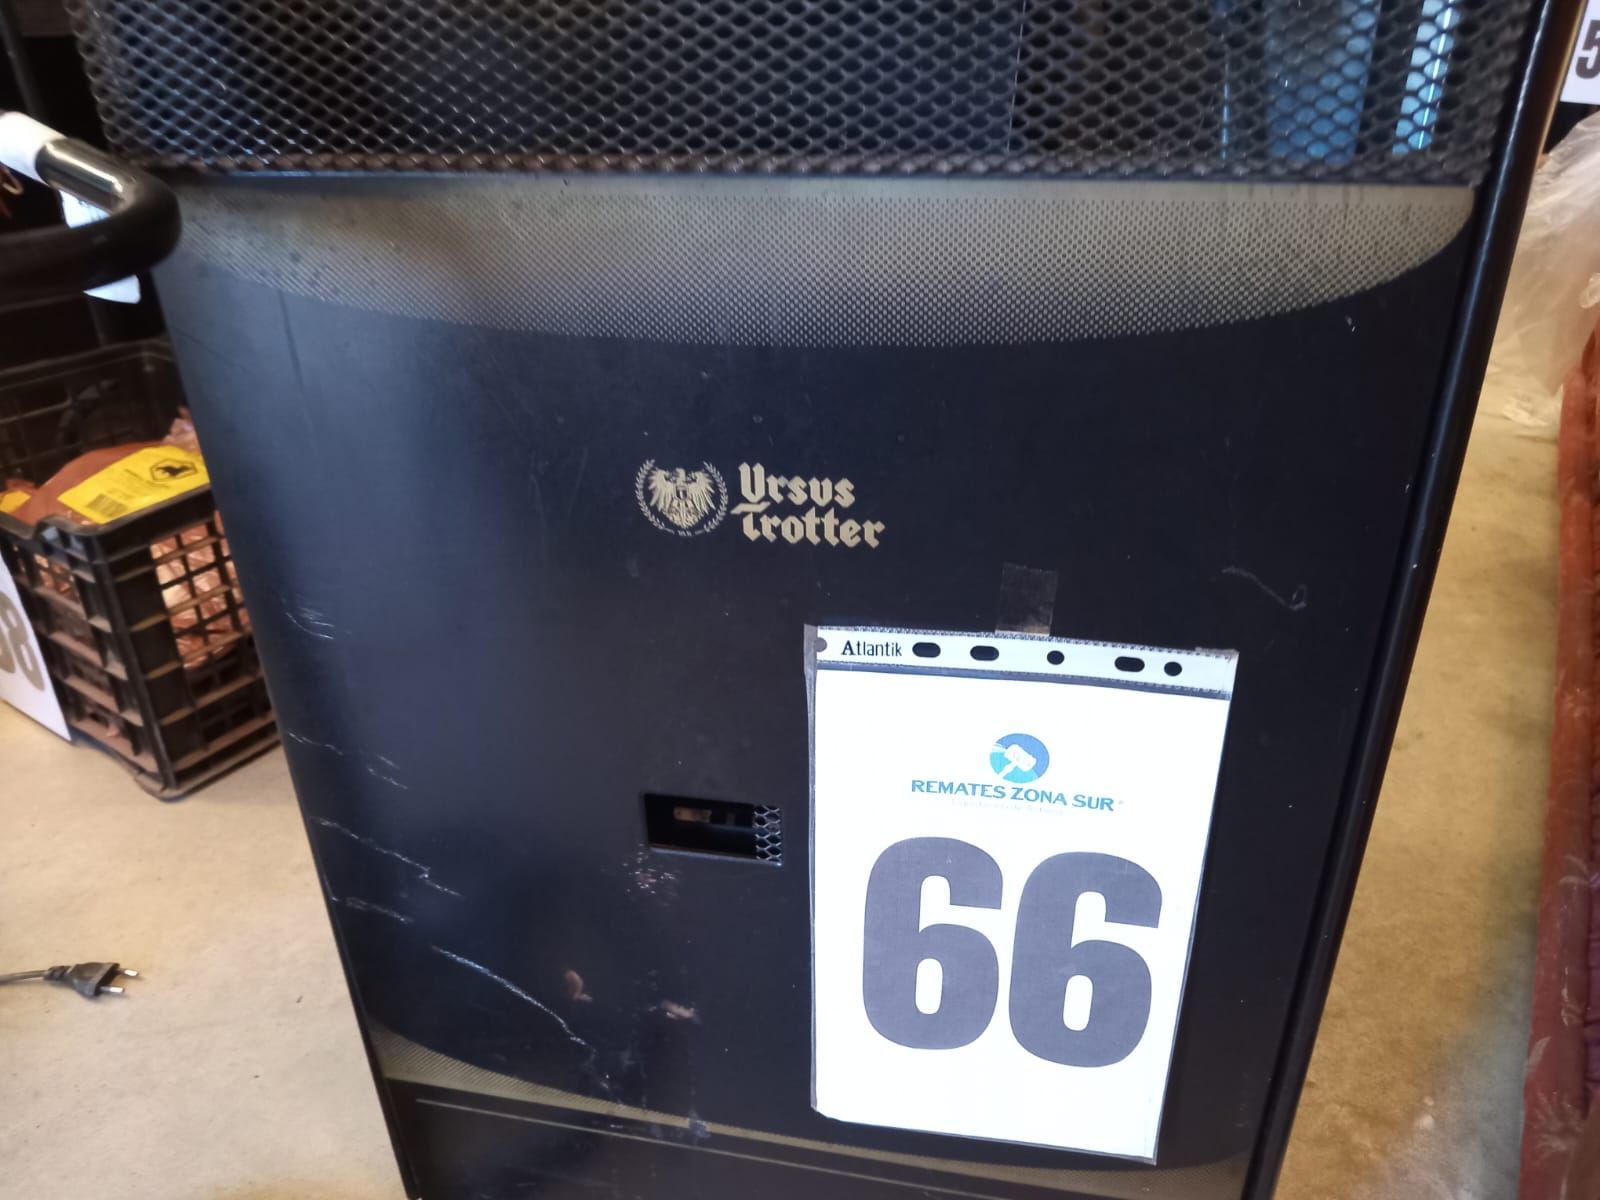 Ursus
Trotter
Atlantik
REMATES ZONA SUR
66